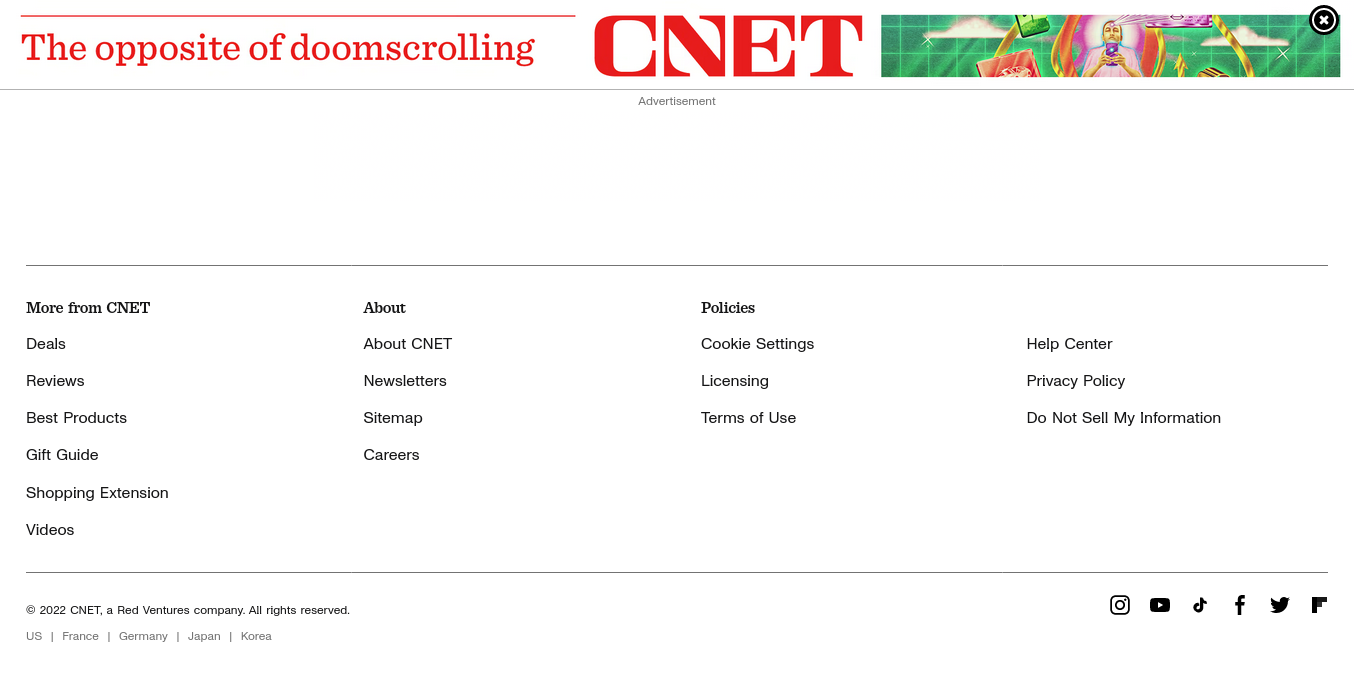 The opposite of doomscrolling
CNET
Advertisement
More from CNET
Deals
Reviews
Best Products
Gift Guide
Shopping Extension
Videos
About
About CNET
Newsletters
Sitemap
Careers
Policies
Cookie Settings
Licensing
Terms of Use
Help Center
Privacy Policy
Do Not Sell My Information
© 2022 CNET, a Red Ventures company. All rights reserved.
US | France | Germany | Japan | Korea